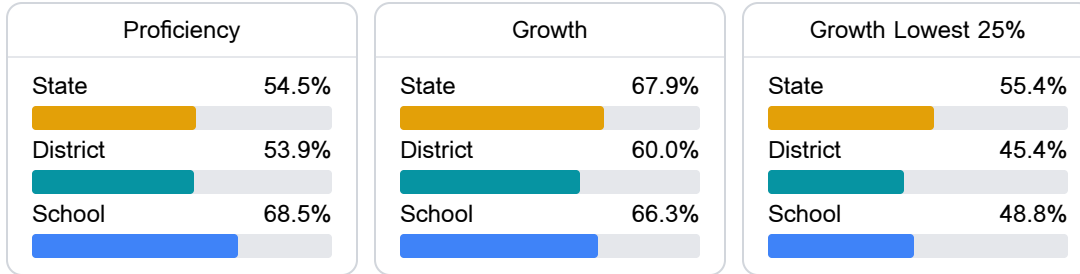 Proficiency
State 54.5%
District 53.9%
School 68.5%
Growth
State 67.9%
District 60.0%
School 66.3%
Growth Lowest 25%
State 55.4%
District 45.4%
School 48.8%